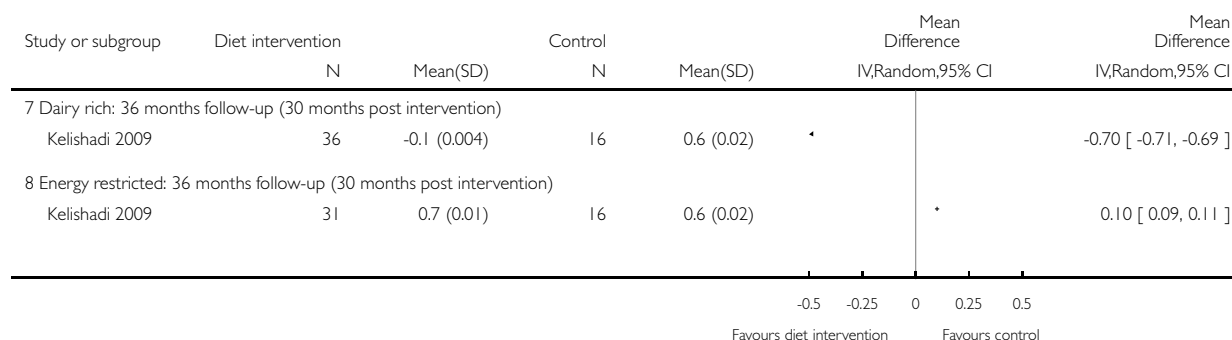 Study or subgroup Diet intervention Control Mean Difference Mean Difference
N Mean(SD) N Mean(SD) IV,Random,95% CI IV,Random,95% CI
7 Dairy rich: 36 months follow-up (30 months post intervention)
Kelishadi 2009 36 -0.1 (0.004) 16 0.6 (0.02) -0.70 [ -0.71, -0.69 ]
8 Energy restricted: 36 months follow-up (30 months post intervention)
Kelishadi 2009 31 0.7 (0.01) 16 0.6 (0.02) 0.10 [ 0.09, 0.11 ]
-0.5 -0.25 0 0.25 0.5
Favours diet intervention Favours control